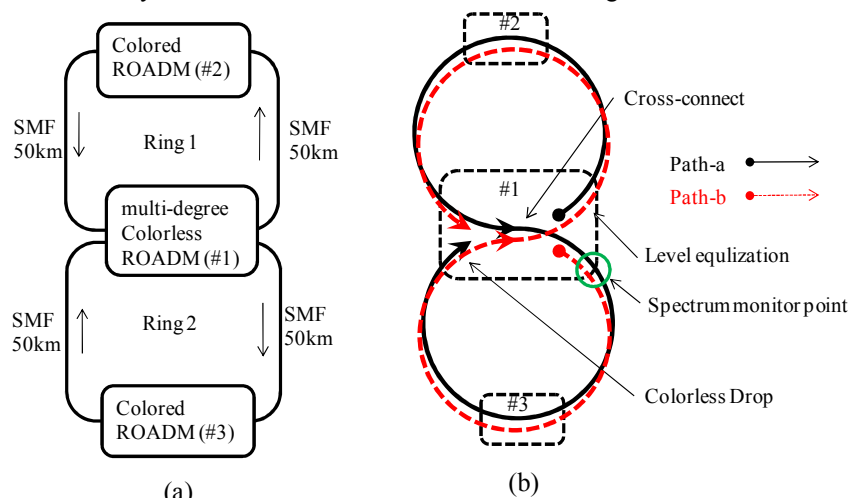 Colored
ROADM (#2)
SMF
50km
Ring 1
SMF
50km
multi-degree
Colorless
ROADM (#1)
SMF
50km
Ring 2
SMF
50km
Colored
ROADM (#3)
(a)
#2
Cross-connect
#1
Path-a
Path-b
Level equlization
Spectrum monitor point
Colorless Drop
#3
(b)